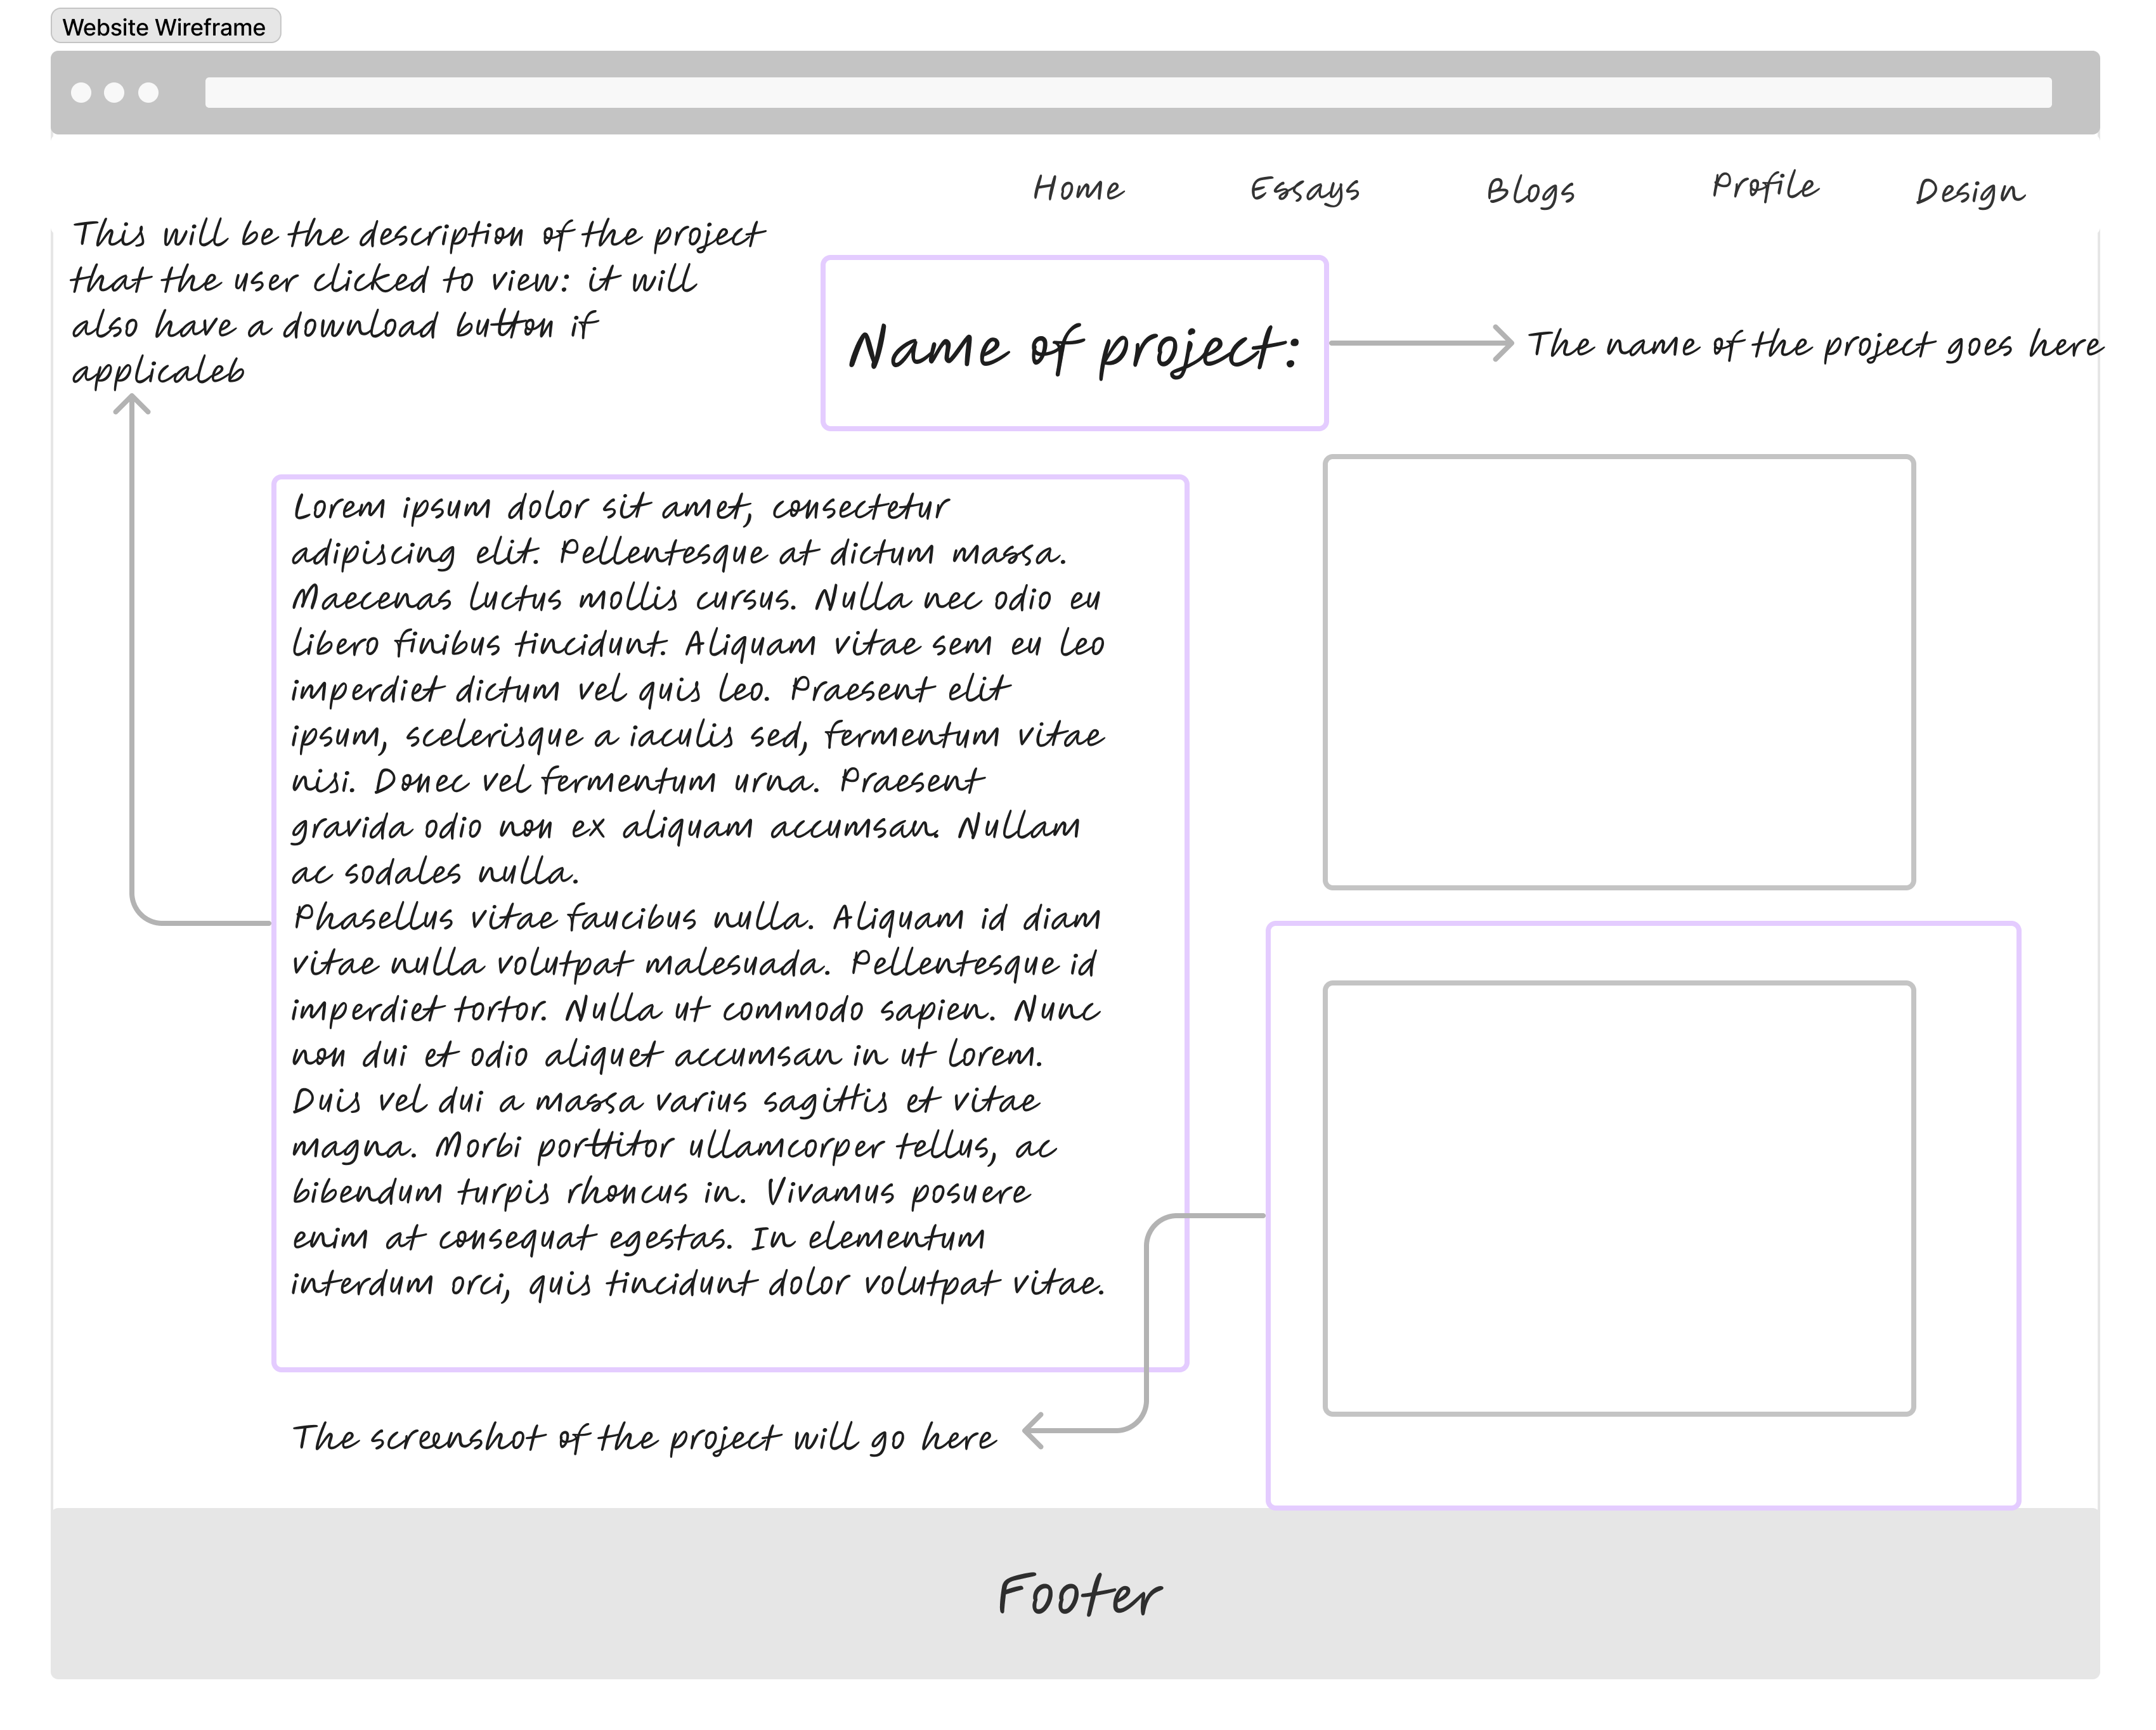 Website Wireframe
Home Essays Blogs Profile Design
This will be the description of the project
that the user clicked to view: it will
also have a download button if
applicaleb
Name of project:
The name of the project goes here
Lorem ipsum dolor sit amet, consectetur
adipiscing elit. Pellentesque at dictum massa.
Maecenas luctus mollis cursus. Nulla nec odio eu
libero finibus tincidunt. Aliquam vitae sem eu leo
imperdiet dictum vel quis leo. Praesent elit
ipsum, scelerisque a iaculis sed, fermentum vitae
nisi. Donec vel fermentum urna. Praesent
gravida odio non ex aliquam accumsan. Nullam
ac sodales nulla.
Phasellus vitae faucibus nulla. Aliquam id diam
vitae nulla volutpat malesuada. Pellentesque id
imperdiet tortor. Nulla ut commodo sapien. Nunc
non dui et odio aliquet accumsan in ut lorem.
Duis vel dui a massa varius sagittis et vitae
magna. Morbi porttitor ullamcorper tellus, ac
bibendum turpis rhoncus in. Vivamus posuere
enim at consequat egestas. In elementum
interdum orci, quis tincidunt dolor volutpat vitae.
The screenshot of the project will go here
Footer